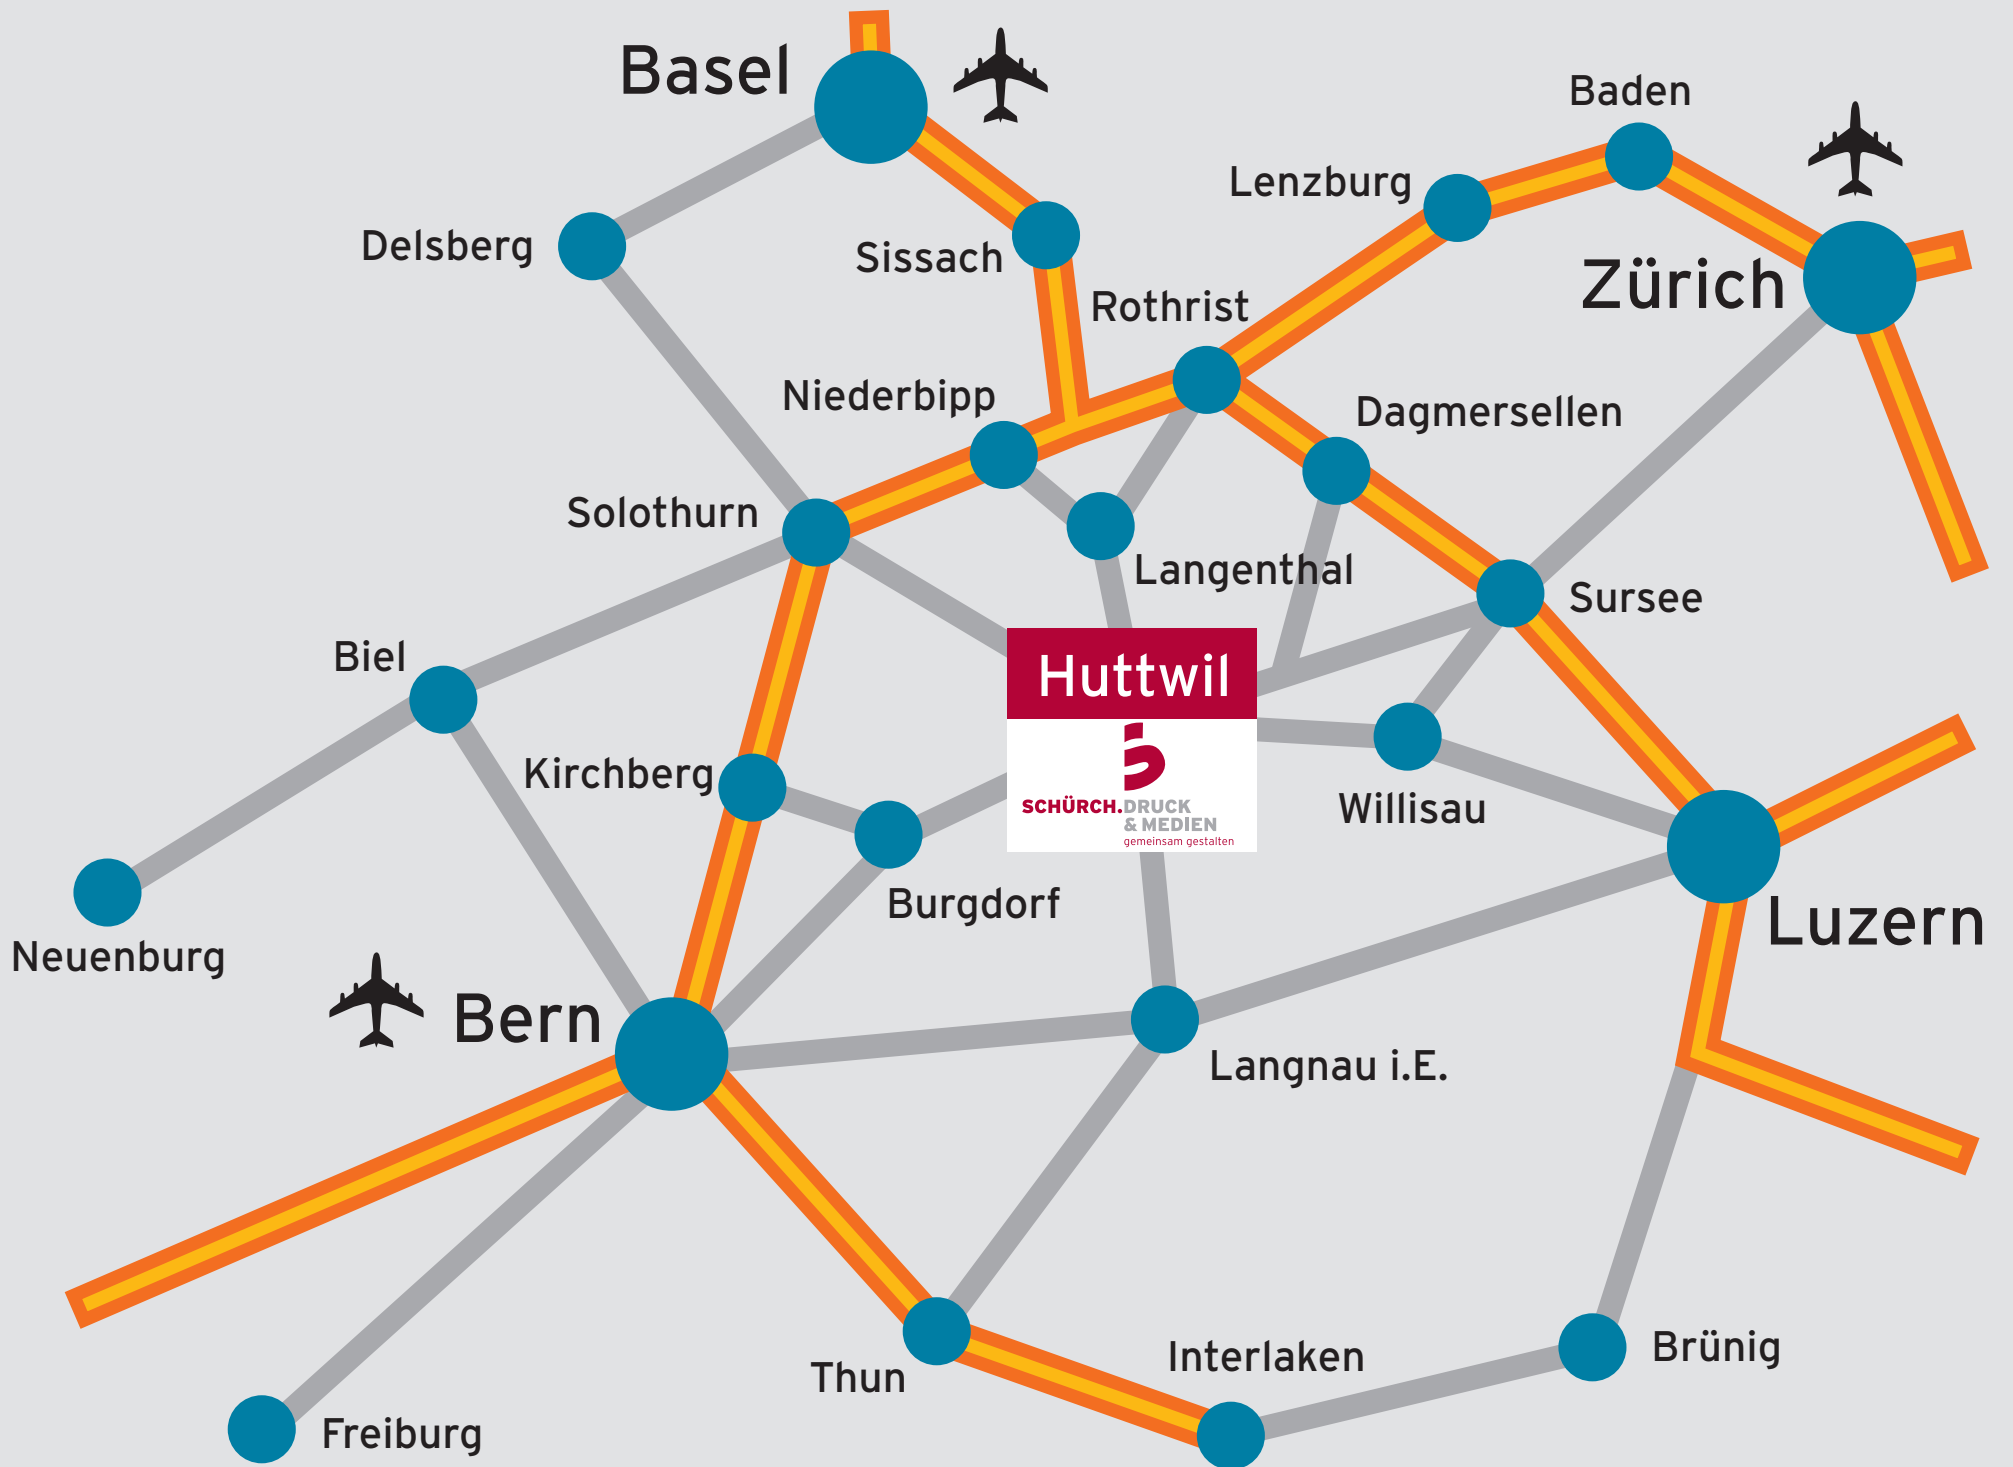 Basel
Baden
Lenzburg
Delsberg
Sissach
Zürich
Rothrist
Niederbipp
Dagmersellen
Solothurn
Langenthal
Sursee
Biel
Huttwil
Kirchberg
SCHÜRCH.DRUCK
& MEDIEN
gemeinsam gestalten
Willisau
Burgdorf
Luzern
Neuenburg
Bern
Langnau i.E.
Brünig
Interlaken
Thun
Freiburg